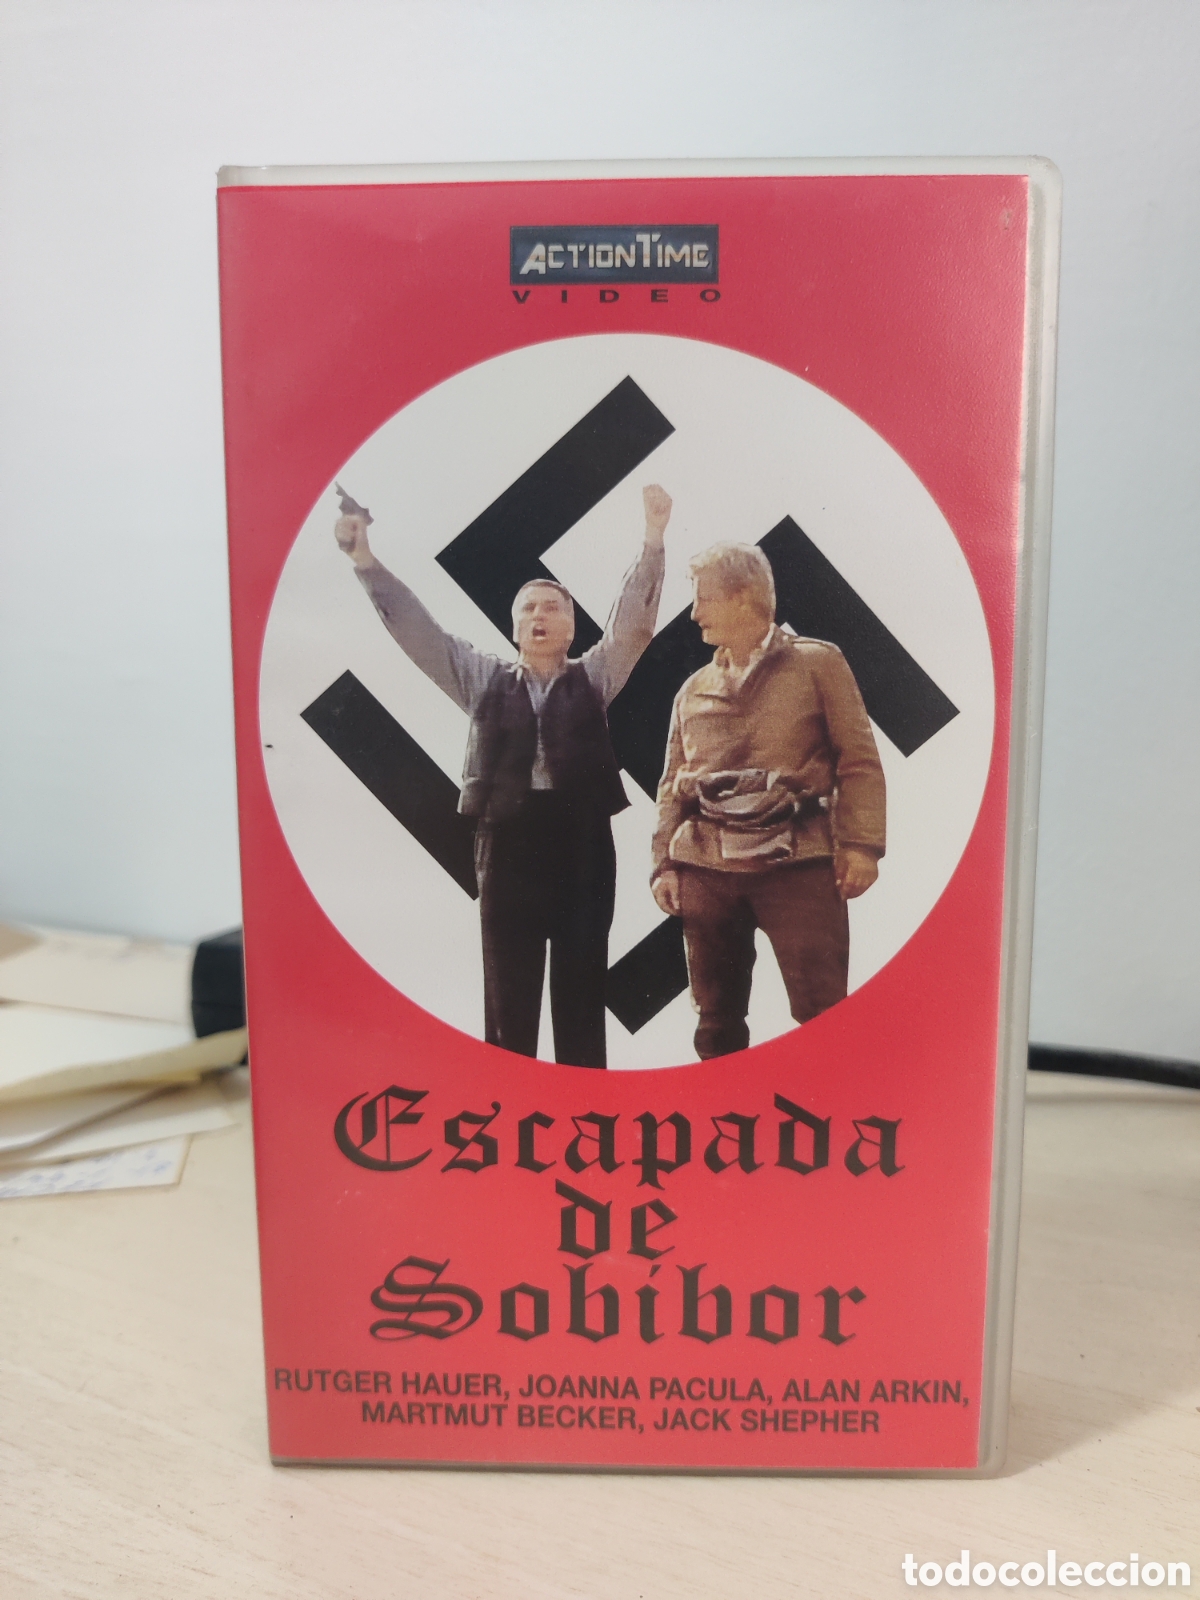 ACTIONTIME
VIDEO
Escapada
de
Sobibor
RUTGER HAUER, JOANNA PACULA, ALAN ARKIN,
MARTMUT BECKER, JACK SHEPHER
todocoleccion